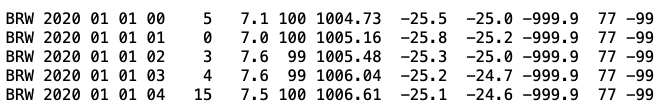 BRW 2020 01 01 00    5   7.1 100 1004.73  -25.5  -25.0 -999.9  77 -99
BRW 2020 01 01 01    0   7.0 100 1005.16  -25.8  -25.2 -999.9  77 -99
BRW 2020 01 01 02    3   7.6  99 1005.48  -25.3  -25.0 -999.9  77 -99
BRW 2020 01 01 03    4   7.6  99 1006.04  -25.2  -24.7 -999.9  77 -99
BRW 2020 01 01 04   15   7.5 100 1006.61  -25.1  -24.6 -999.9  77 -99